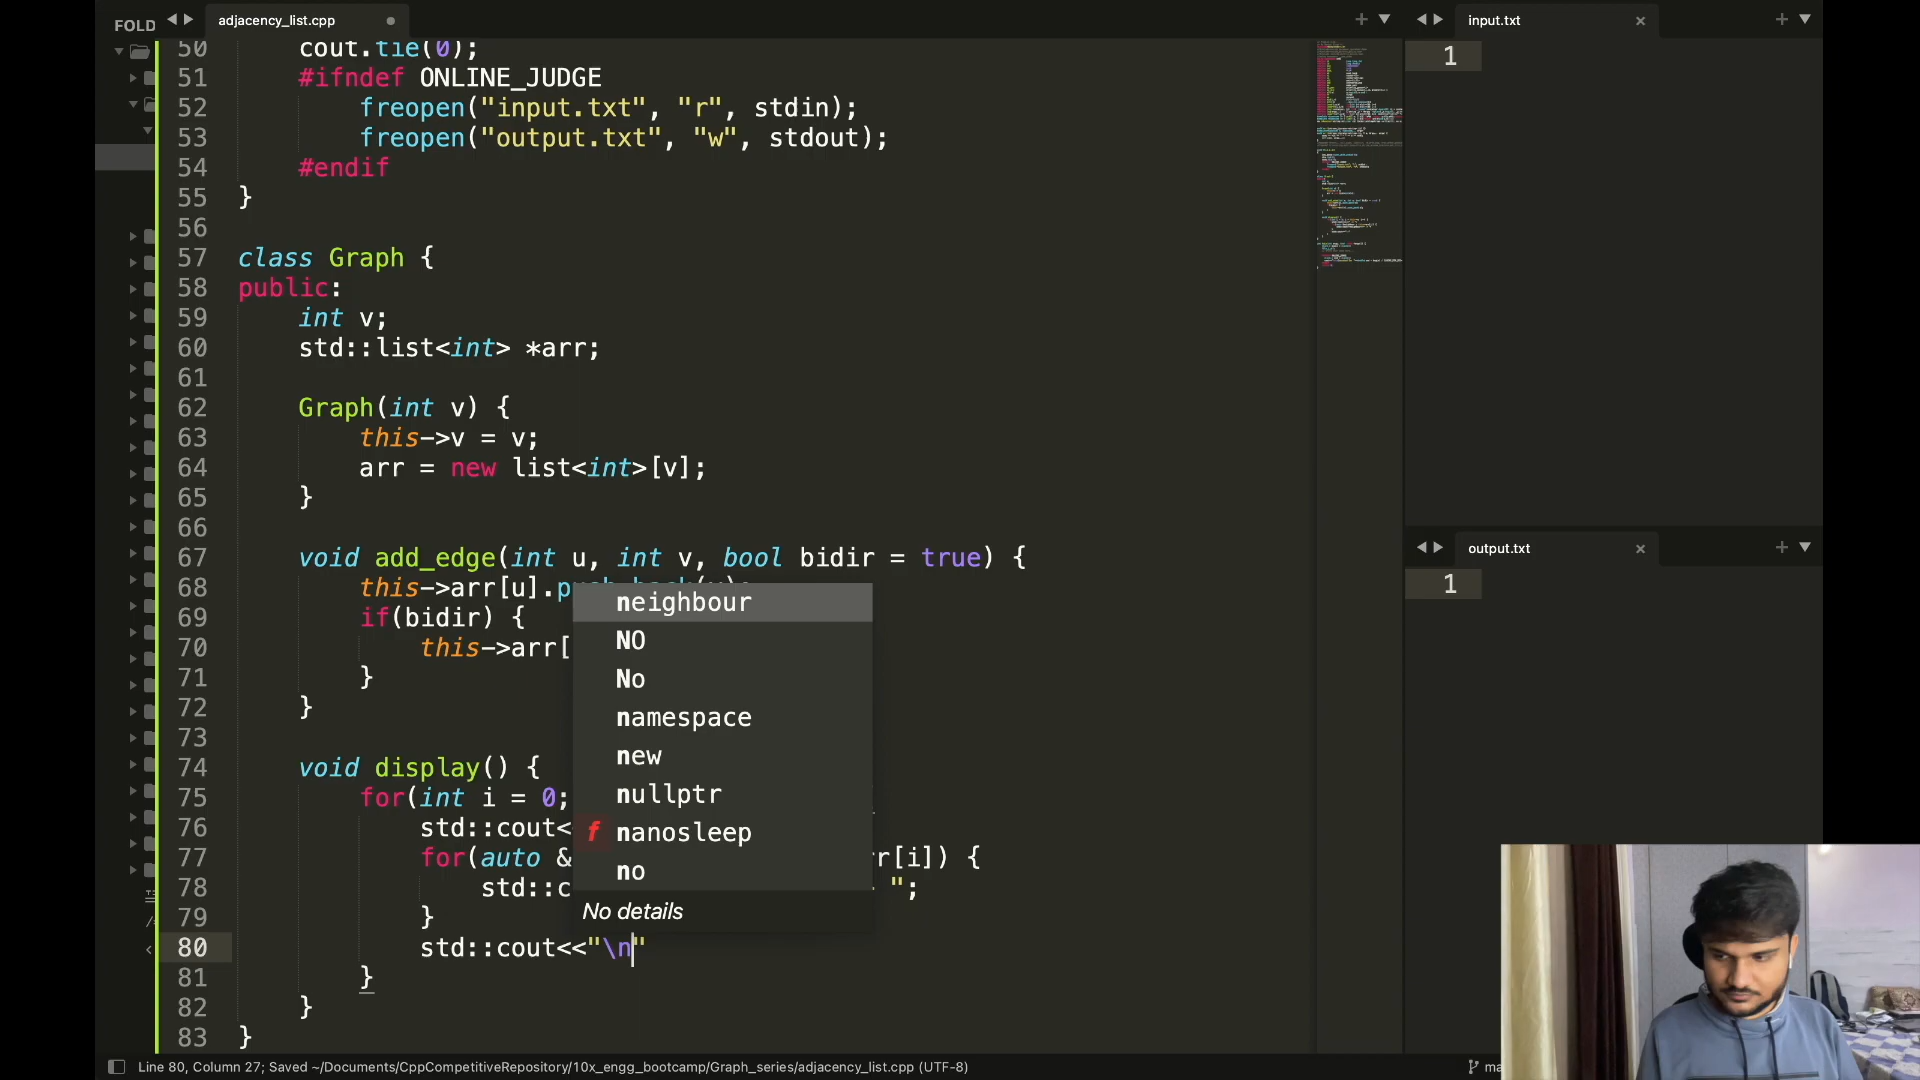 FOLD
adjacency_list.cpp
50 cout.tie(0);
51 #ifndef ONLINE_JUDGE
52 freopen("input.txt", "r", stdin);
53 freopen("output.txt", "w", stdout);
54 #endif
55 }
56
57 class Graph {
58 public:
59 int v;
60 std::list<int> *arr;
61
62 Graph(int v) {
63 this->v = v;
64 arr = new list<int>[v];
65 }
66
67 void add_edge(int u, int v, bool bidir = true) {
68 this->arr[u].push_back(v);
69 if(bidir) {
70 this->arr[
71 }
72 }
73
74 void display() {
75 for(int i = 0;
76 std::cout<
77 for(auto & rr[i]) {
78 std::c ";
79 }
80 std::cout<<"\n"
81 }
82 }
83 }
neighbour
NO
No
namespace
new
nullptr
f nanosleep
no
No details
input.txt
1
output.txt
1
Line 80, Column 27; Saved ~/Documents/CppCompetitiveRepository/10x_engg_bootcamp/Graph_series/adjacency_list.cpp (UTF-8)
ma